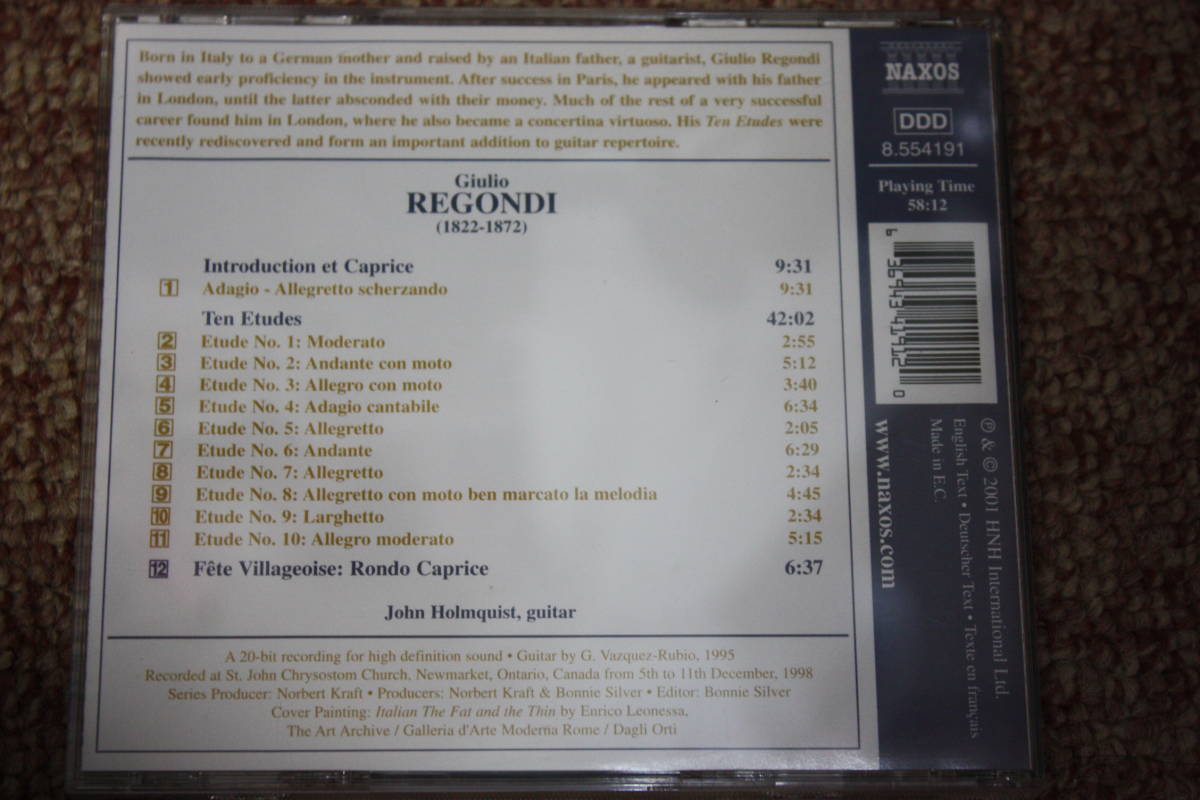 Born in Italy to a German mother and raised by an Italian father, a guitarist, Giulio Regondi
showed early proficiency in the instrument. After success in Paris, he appeared with his father
in London, until the latter absconded with their money. Much of the rest of a very successful
career found him in London, where he also became a concertina virtuoso. His Ten Etudes were
recently rediscovered and form an important addition to guitar repertoire.
Giulio
REGONDI
(1822-1872)
Introduction et Caprice 9:31
1 Adagio - Allegretto scherzando 9:31
Ten Etudes 42:02
2 Etude No. 1: Moderato 2:55
3 Etude No. 2: Andante con moto 5:12
4 Etude No. 3: Allegro con moto 3:40
5 Etude No. 4: Adagio cantabile 6:34
6 Etude No. 5: Allegretto 2:05
7 Etude No. 6: Andante 6:29
8 Etude No. 7: Allegretto 2:34
9 Etude No. 8: Allegretto con moto ben marcato la melodia 4:45
10 Etude No. 9: Larghetto 2:34
11 Etude No. 10: Allegro moderato 5:15
12 Fête Villageoise: Rondo Caprice 6:37
John Holmquist, guitar
A 20-bit recording for high definition sound • Guitar by G. Vazquez-Rubio, 1995
Recorded at St. John Chrysostom Church, Newmarket, Ontario, Canada from 5th to 11th December, 1998
Series Producer: Norbert Kraft • Producers: Norbert Kraft & Bonnie Silver • Editor: Bonnie Silver
Cover Painting: Italian The Fat and the Thin by Enrico Leonessa,
The Art Archive / Galleria d'Arte Moderna Rome / Dagli Orti
NAXOS
DDD
8.554191
Playing Time
58:12
6 36943 41912 0
℗ & © 2001 HNH International Ltd.
English Text • Deutscher Text • Texte en français
Made in E.C.
www.naxos.com